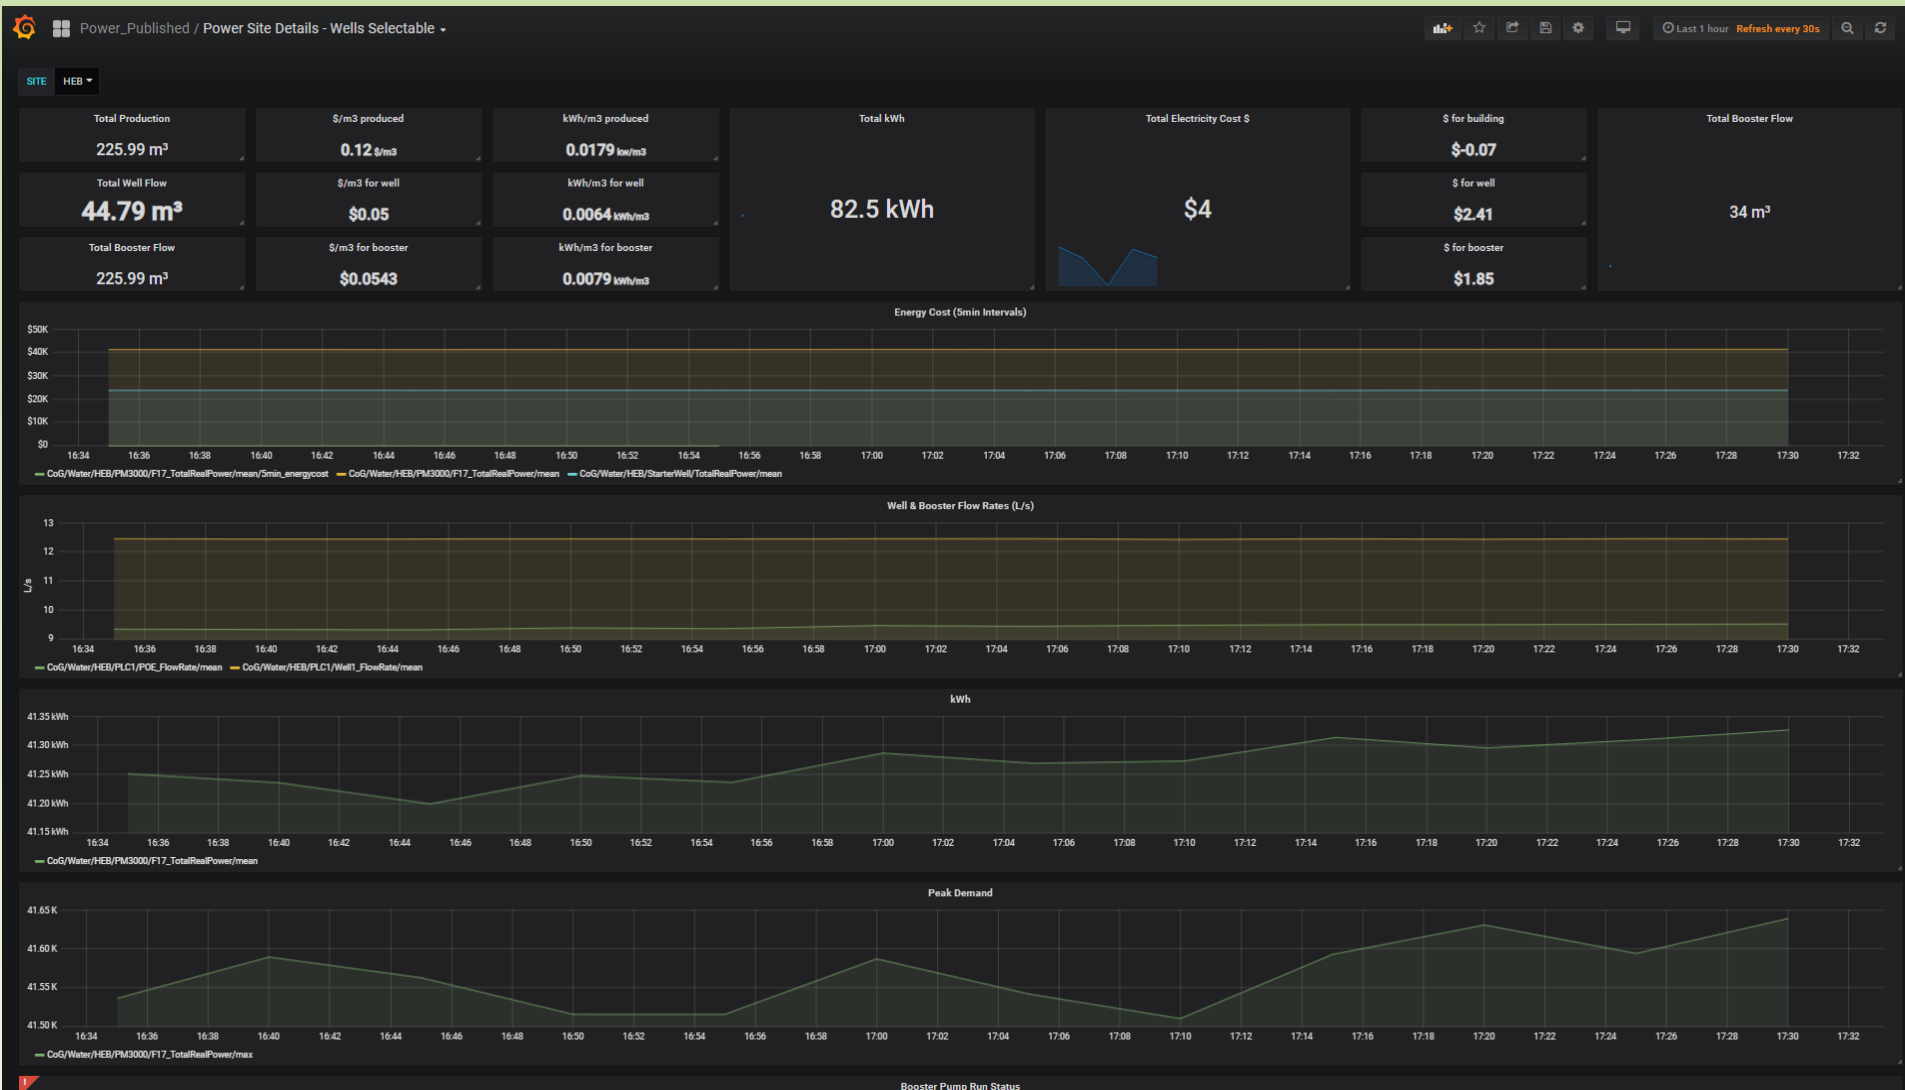 Power_Published / Power Site Details - Wells Selectable
Last 1 hour Refresh every 30s
SITE HEB
Total Production
225.99 m³
$/m3 produced
0.12 $/m3
kWh/m3 produced
0.0179 kw/m3
Total kWh
82.5 kWh
Total Electricity Cost $
$4
$ for building
$-0.07
Total Booster Flow
34 m³
Total Well Flow
44.79 m³
$/m3 for well
$0.05
kWh/m3 for well
0.0064 kWh/m3
$ for well
$2.41
Total Booster Flow
225.99 m³
$/m3 for booster
$0.0543
kWh/m3 for booster
0.0079 kWh/m3
$ for booster
$1.85
Energy Cost (5min Intervals)
$50K
$40K
$30K
$20K
$10K
$0
16:34 16:36 16:38 16:40 16:42 16:44 16:46 16:48 16:50 16:52 16:54 16:56 16:58 17:00 17:02 17:04 17:06 17:08 17:10 17:12 17:14 17:16 17:18 17:20 17:22 17:24 17:26 17:28 17:30 17:32
CoG/Water/HEB/PM3000/F17_TotalRealPower/mean/5min_energycost CoG/Water/HEB/PM3000/F17_TotalRealPower/mean CoG/Water/HEB/StarterWell/TotalRealPower/mean
Well & Booster Flow Rates (L/s)
L/s
13
12
11
10
9
16:34 16:36 16:38 16:40 16:42 16:44 16:46 16:48 16:50 16:52 16:54 16:56 16:58 17:00 17:02 17:04 17:06 17:08 17:10 17:12 17:14 17:16 17:18 17:20 17:22 17:24 17:26 17:28 17:30 17:32
CoG/Water/HEB/PLC1/POE_FlowRate/mean CoG/Water/HEB/PLC1/Well1_FlowRate/mean
kWh
41.35 kWh
41.30 kWh
41.25 kWh
41.20 kWh
41.15 kWh
16:34 16:36 16:38 16:40 16:42 16:44 16:46 16:48 16:50 16:52 16:54 16:56 16:58 17:00 17:02 17:04 17:06 17:08 17:10 17:12 17:14 17:16 17:18 17:20 17:22 17:24 17:26 17:28 17:30 17:32
CoG/Water/HEB/PM3000/F17_TotalRealPower/mean
Peak Demand
41.65 K
41.60 K
41.55 K
41.50 K
16:34 16:36 16:38 16:40 16:42 16:44 16:46 16:48 16:50 16:52 16:54 16:56 16:58 17:00 17:02 17:04 17:06 17:08 17:10 17:12 17:14 17:16 17:18 17:20 17:22 17:24 17:26 17:28 17:30 17:32
CoG/Water/HEB/PM3000/F17_TotalRealPower/max
!
Booster Pump Run Status